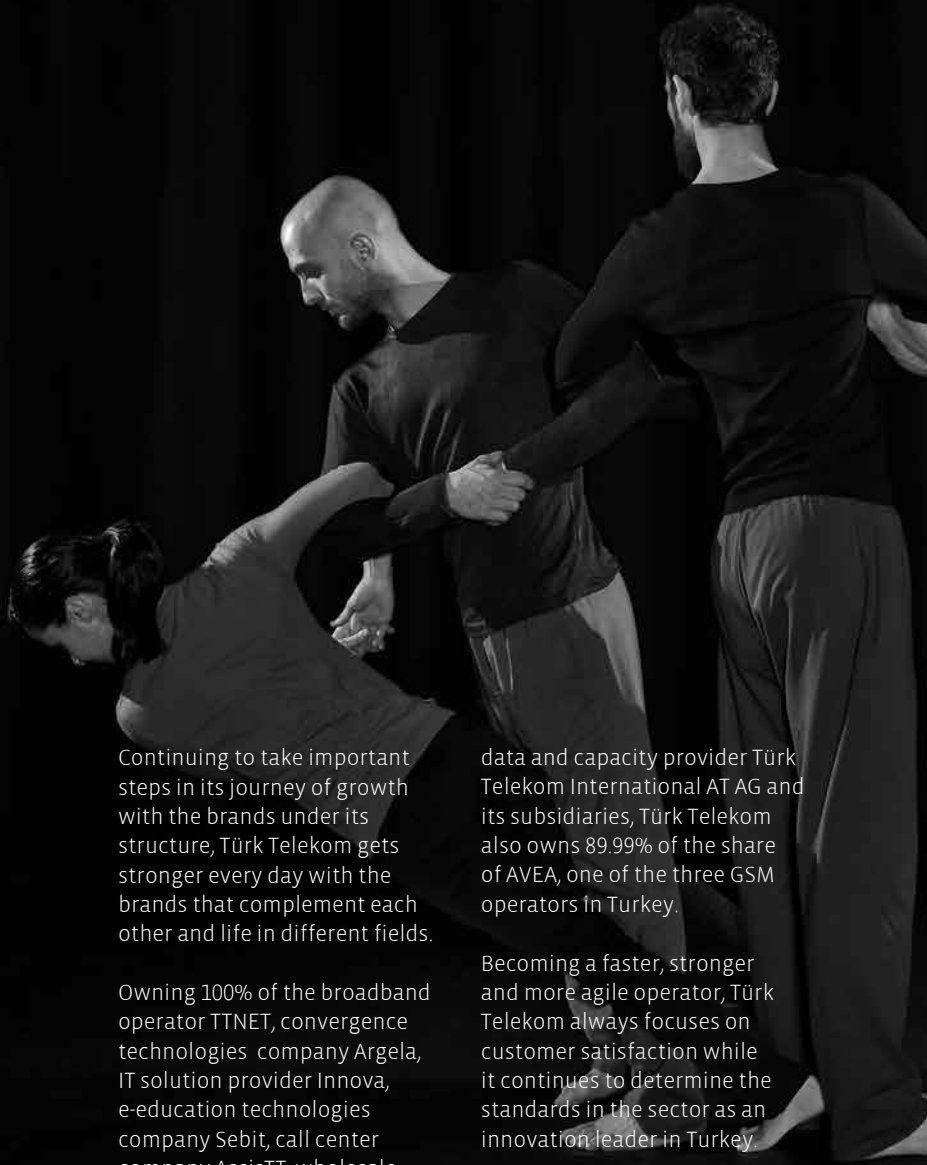 Continuing to take important
steps in its journey of growth
with the brands under its
structure, Türk Telekom gets
stronger every day with the
brands that complement each
other and life in different fields.
Owning 100% of the broadband
operator TTNET, convergence
technologies  company Argela,
IT solution provider Innova,
e-education technologies
company Sebit, call center
company AssisTT, wholesale
data and capacity provider Türk
Telekom International AT AG and
its subsidiaries, Türk Telekom
also owns 89.99% of the share
of AVEA, one of the three GSM
operators in Turkey.
Becoming a faster, stronger
and more agile operator, Türk
Telekom always focuses on
customer satisfaction while
it continues to determine the
standards in the sector as an
innovation leader in Turkey.